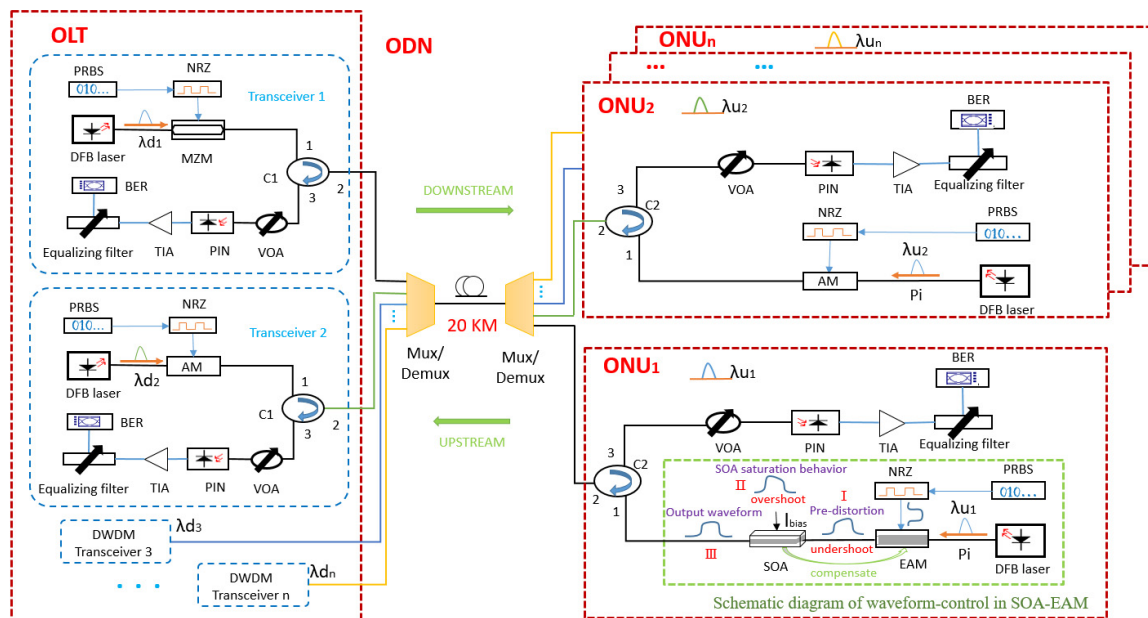 OLT
ODN
ONUn
λun
...
...
PRBS
NRZ
010...
Transceiver 1
λd1
DFB laser
MZM
1
C1
2
3
BER
Equalizing filter
TIA
PIN
VOA
PRBS
NRZ
010...
Transceiver 2
λd2
AM
DFB laser
1
C1
2
3
BER
Equalizing filter
TIA
PIN
VOA
DWDM
Transceiver 3
λd3
...
DWDM
Transceiver n
λdn
DOWNSTREAM
20 KM
Mux/
Demux
Mux/
Demux
UPSTREAM
ONU2
λu2
BER
3
C2
2
1
VOA
PIN
TIA
Equalizing filter
NRZ
PRBS
010...
λu2
AM
Pi
DFB laser
ONU1
λu1
BER
3
C2
2
1
VOA
PIN
TIA
Equalizing filter
SOA saturation behavior
NRZ
PRBS
II
overshoot
I
010...
Output waveform
Ibias
Pre-distortion
λu1
III
undershoot
Pi
SOA
compensate
EAM
DFB laser
Schematic diagram of waveform-control in SOA-EAM